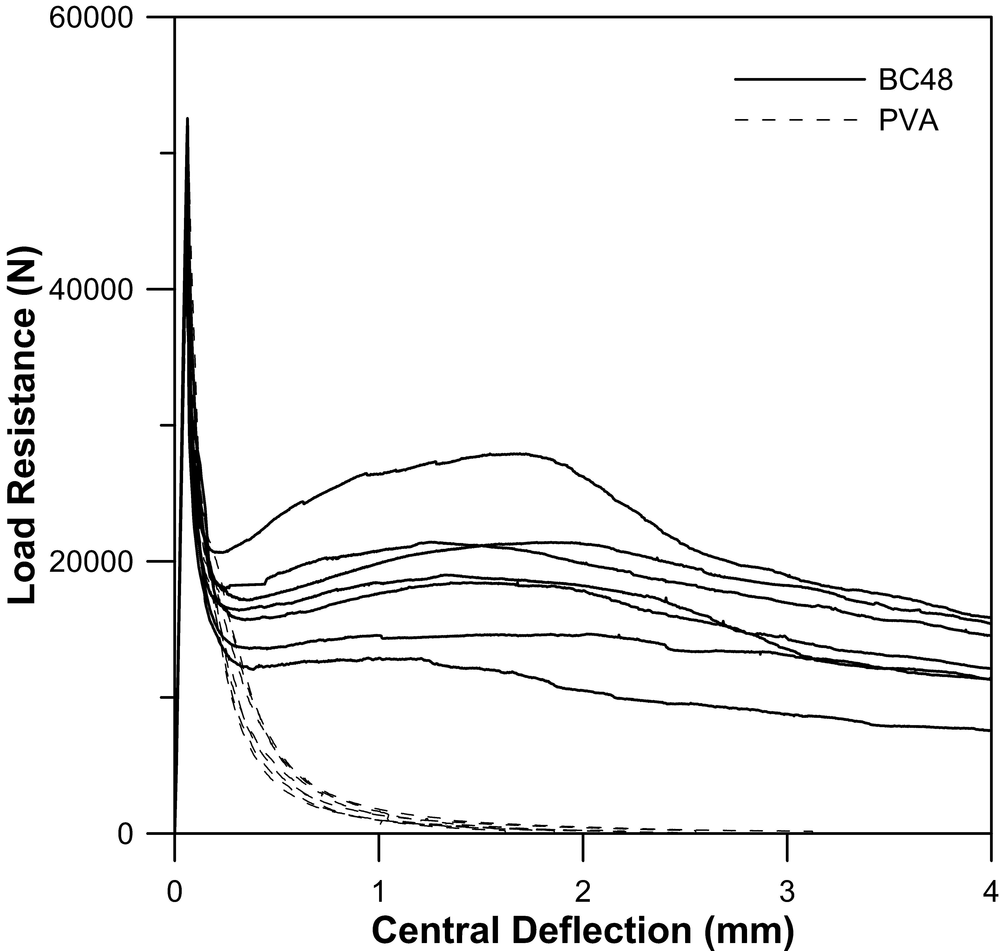 60000
BC48
PVA
40000
Load Resistance (N)
20000
0
0 1 2 3 4
Central Deflection (mm)